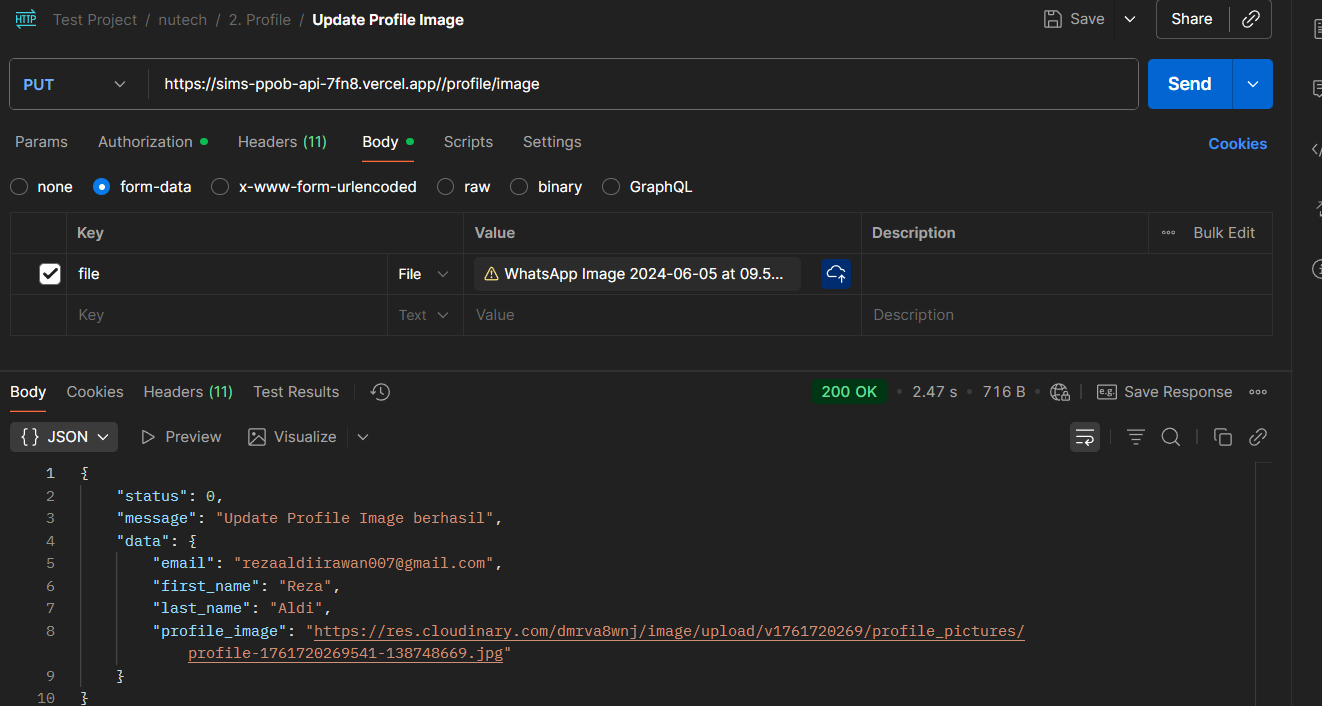 HTTP Test Project / nutech / 2. Profile / Update Profile Image Save Share
PUT https://sims-ppob-api-7fn8.vercel.app//profile/image Send
Params Authorization Headers (11) Body Scripts Settings Cookies
none form-data x-www-form-urlencoded raw binary GraphQL
Key Value Description Bulk Edit
file File WhatsApp Image 2024-06-05 at 09.5...
Key Text Value Description
Body Cookies Headers (11) Test Results 200 OK 2.47 s 716 B e.g. Save Response
{} JSON Preview Visualize
1 {
2 "status": 0,
3 "message": "Update Profile Image berhasil",
4 "data": {
5 "email": "rezaaldiirawan007@gmail.com",
6 "first_name": "Reza",
7 "last_name": "Aldi",
8 "profile_image": "https://res.cloudinary.com/dmrva8wnj/image/upload/v1761720269/profile_pictures/
profile-1761720269541-138748669.jpg"
9 }
10 }